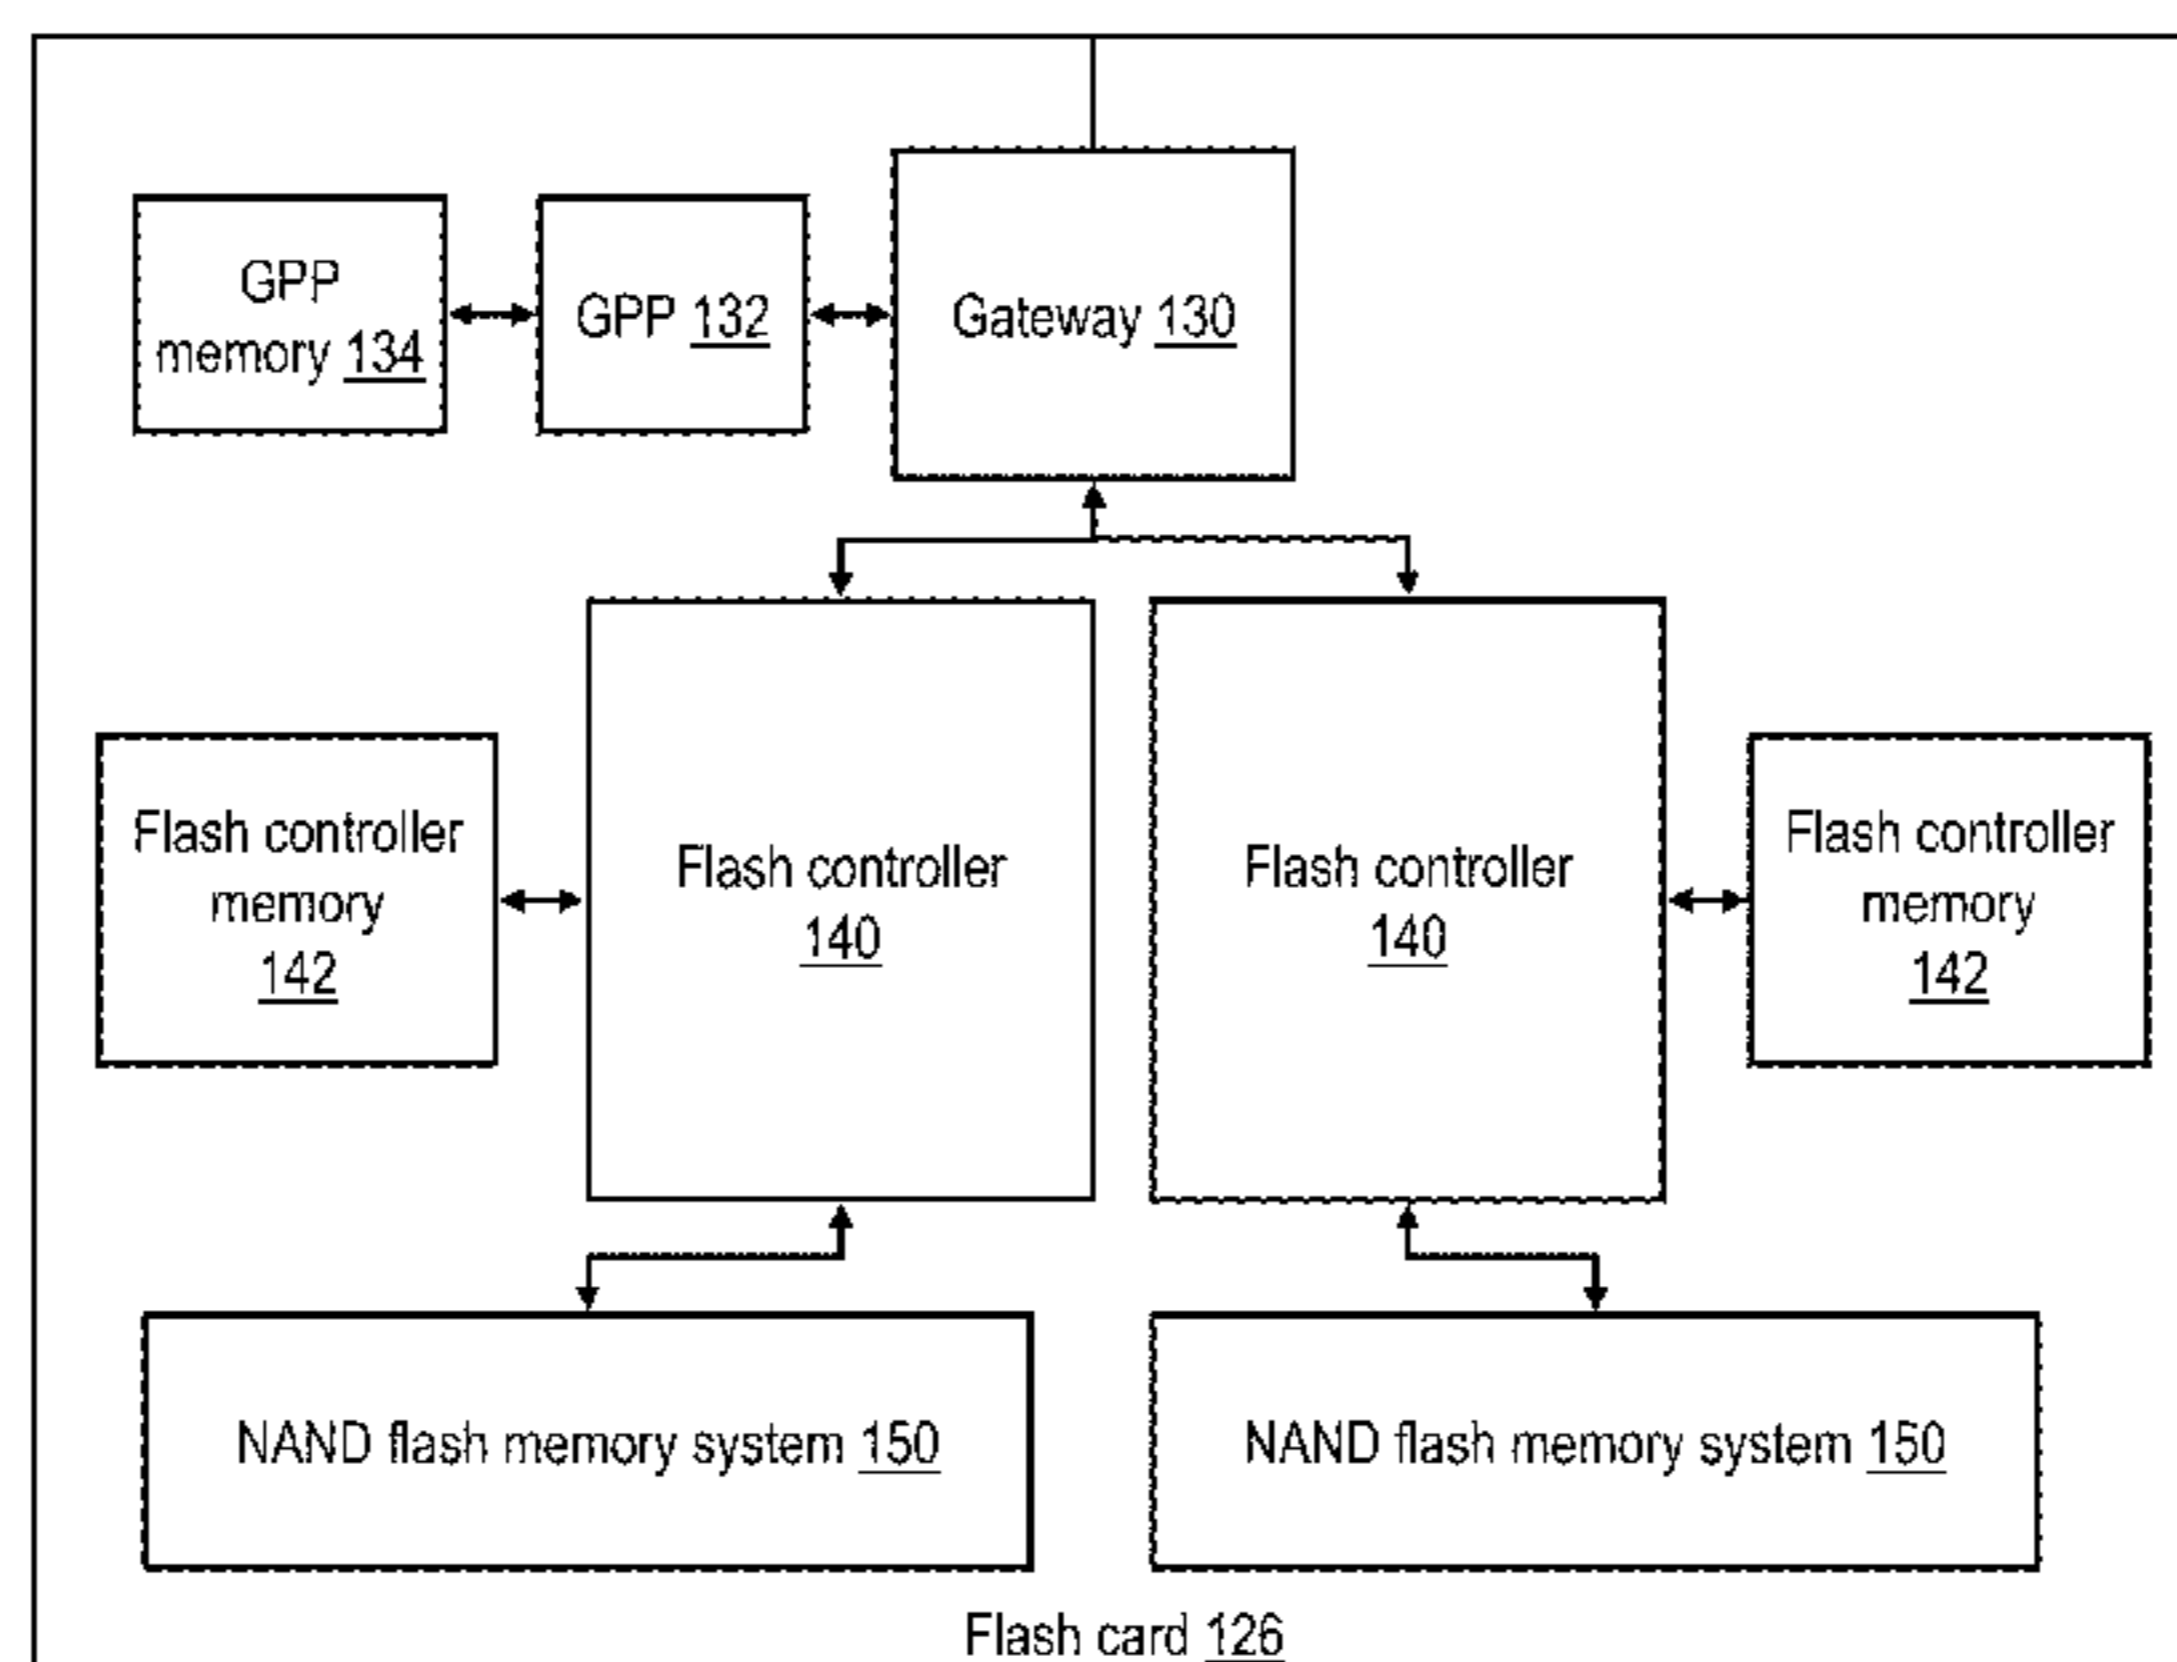 GPP
memory 134
GPP 132
Gateway 130
Flash controller
memory
142
Flash controller
140
Flash controller
140
Flash controller
memory
142
NAND flash memory system 150
NAND flash memory system 150
Flash card 126